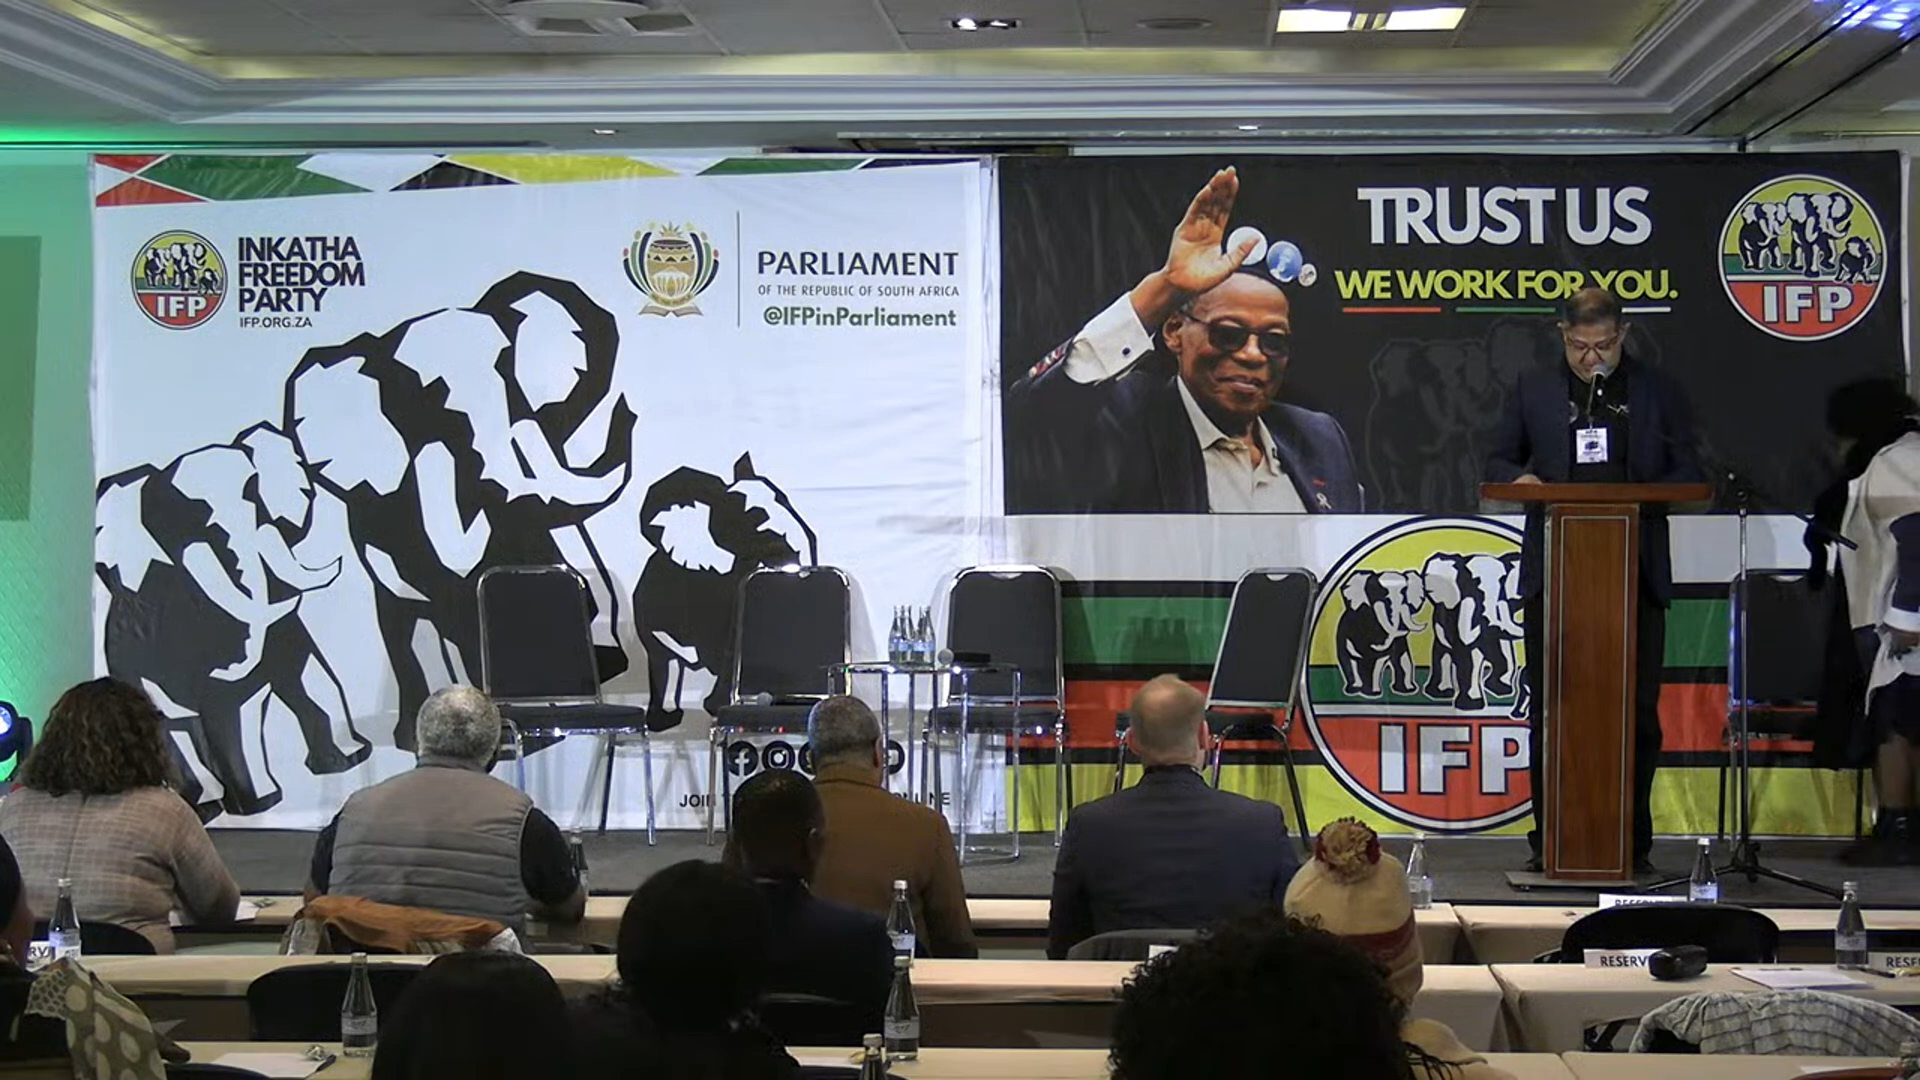 INKATHA
FREEDOM
PARTY
IFP.ORG.ZA
IFP
PARLIAMENT
OF THE REPUBLIC OF SOUTH AFRICA
@IFPinParliament
TRUST US
WE WORK FOR YOU.
IFP
IFP